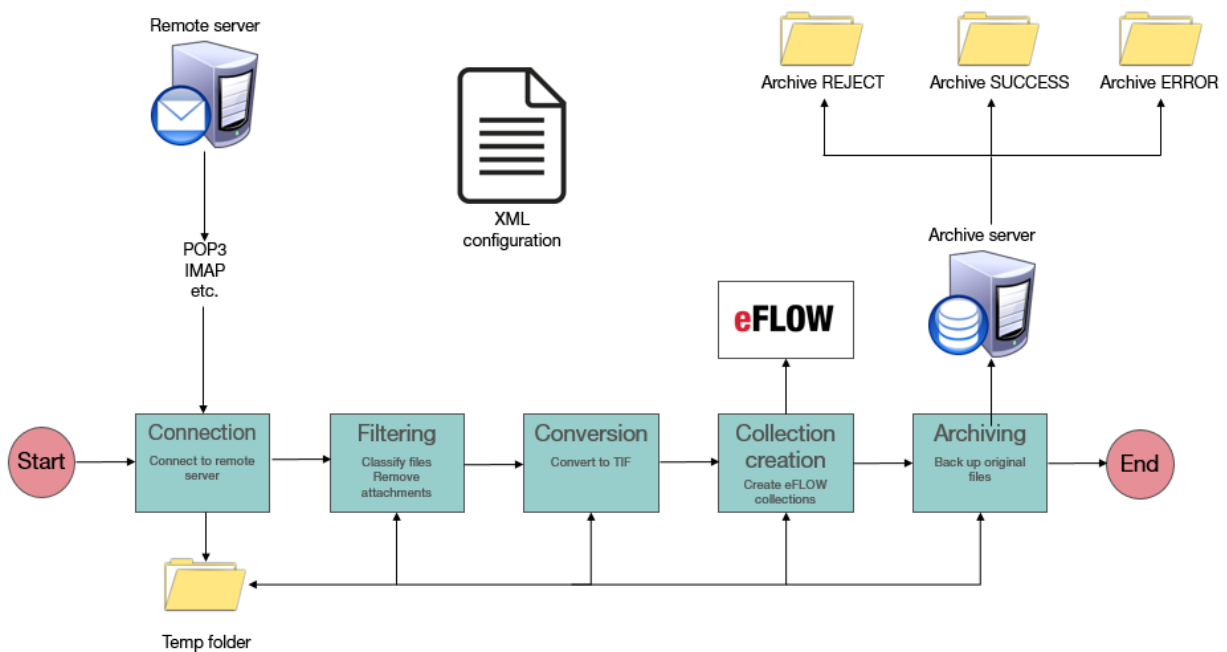 Remote server
Archive REJECT
Archive SUCCESS
Archive ERROR
XML
configuration
POP3
IMAP
etc.
Archive server
eFLOW
Start
Connection
Connect to remote
server
Filtering
Classify files
Remove
attachments
Conversion
Convert to TIF
Collection
creation
Create eFLOW
collections
Archiving
Back up original
files
End
Temp folder